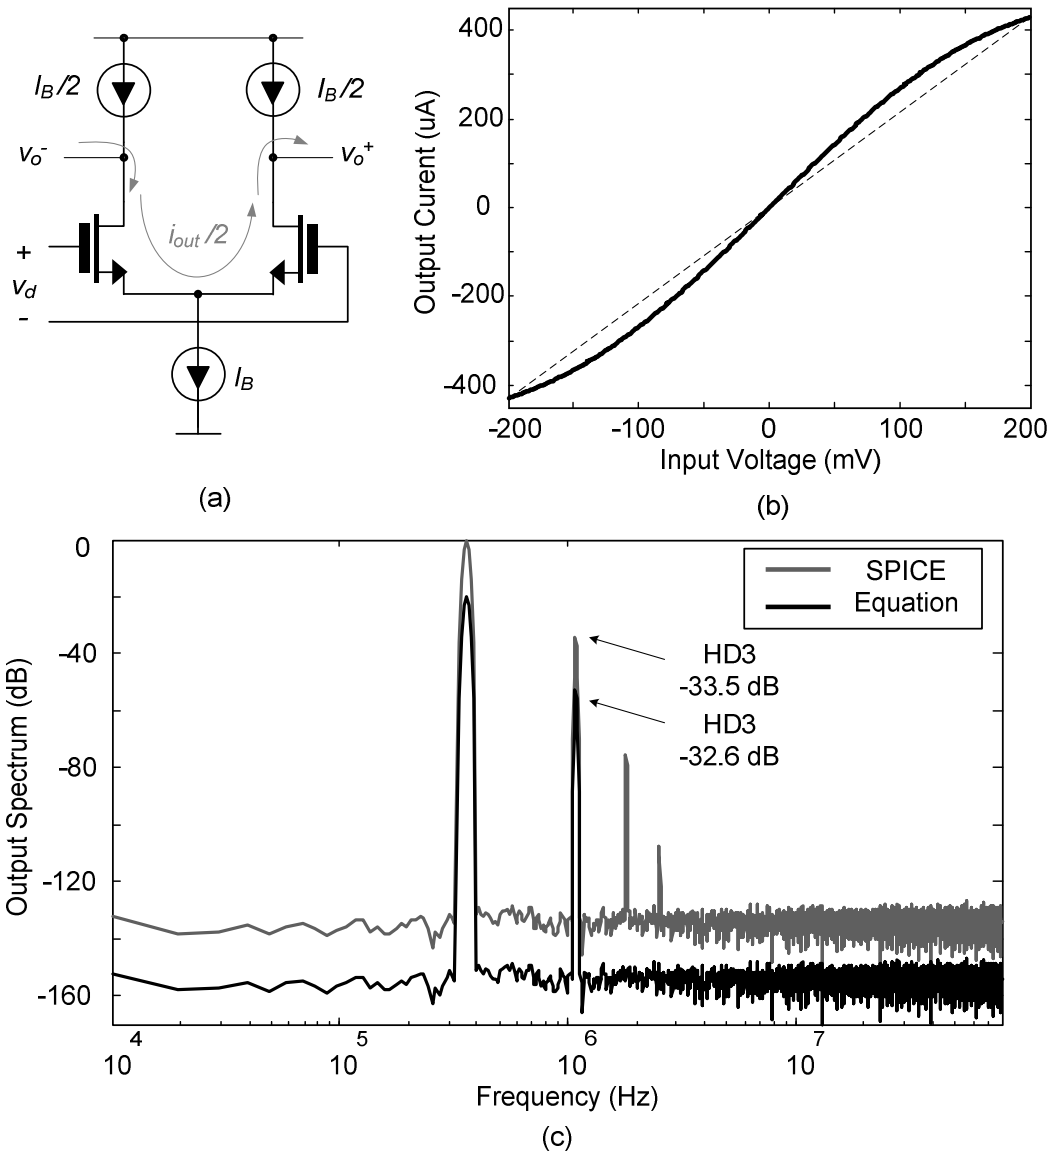 I_B/2
I_B/2
v_o^-
v_o^+
i_out/2
+
v_d
-
I_B
(a)
400
200
0
-200
-400
Output Curent (uA)
-200
-100
0
100
200
Input Voltage (mV)
(b)
0
-40
-80
-120
-160
Output Spectrum (dB)
SPICE
Equation
HD3
-33.5 dB
HD3
-32.6 dB
10^4
10^5
10^6
10^7
Frequency (Hz)
(c)